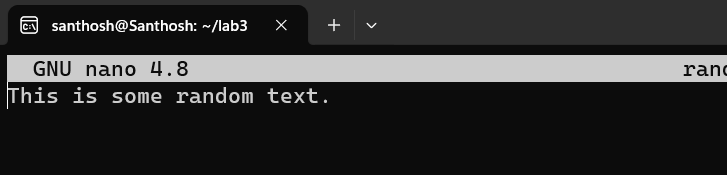 santhosh@Santhosh: ~/lab3
GNU nano 4.8
This is some random text.